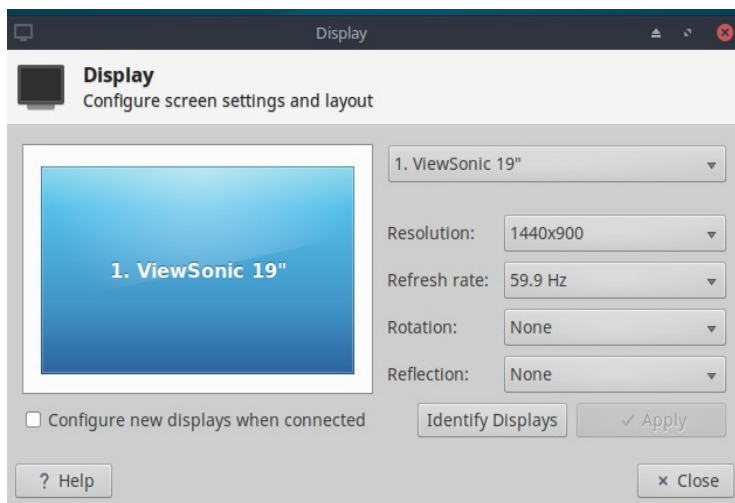 Display
Display
Configure screen settings and layout
1. ViewSonic 19"
1. ViewSonic 19"
Resolution: 1440x900
Refresh rate: 59.9 Hz
Rotation: None
Reflection: None
Configure new displays when connected
Identify Displays
✓ Apply
? Help
× Close